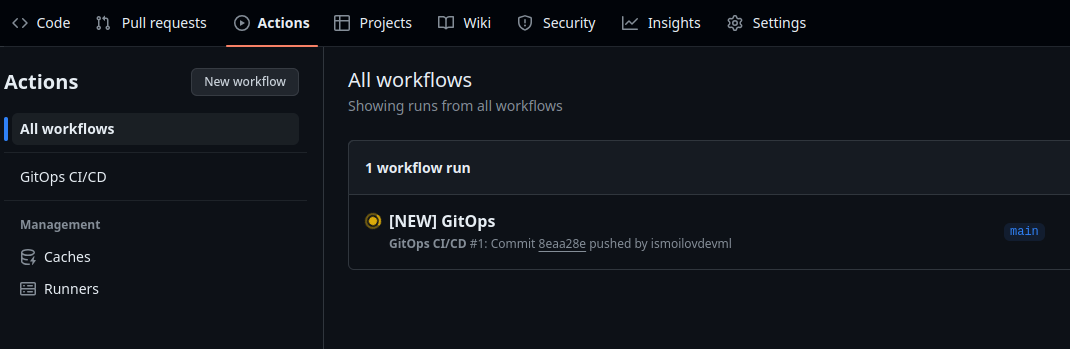 Code Pull requests Actions Projects Wiki Security Insights Settings
Actions New workflow
All workflows
GitOps CI/CD
Management
Caches
Runners
All workflows
Showing runs from all workflows
1 workflow run
[NEW] GitOps
GitOps CI/CD #1: Commit 8eaa28e pushed by ismoilovdevml
main